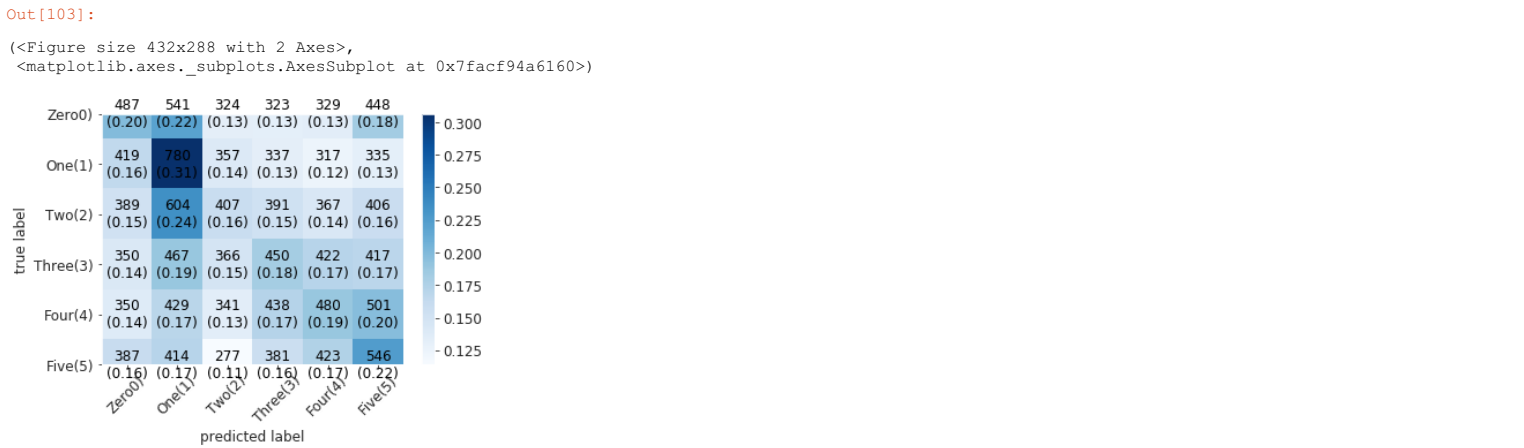 Out[103]:
(<Figure size 432x288 with 2 Axes>,
<matplotlib.axes._subplots.AxesSubplot at 0x7facf94a6160>)
Zero0) 487 541 324 323 329 448
(0.20) (0.22) (0.13) (0.13) (0.13) (0.18)
One(1) 419 780 357 337 317 335
(0.16) (0.31) (0.14) (0.13) (0.12) (0.13)
Two(2) 389 604 407 391 367 406
(0.15) (0.24) (0.16) (0.15) (0.14) (0.16)
Three(3) 350 467 366 450 422 417
(0.14) (0.19) (0.15) (0.18) (0.17) (0.17)
Four(4) 350 429 341 438 480 501
(0.14) (0.17) (0.13) (0.17) (0.19) (0.20)
Five(5) 387 414 277 381 423 546
(0.16) (0.17) (0.11) (0.16) (0.17) (0.22)
Zero0) One(1) Two(2) Three(3) Four(4) Five(5)
predicted label
true label
0.300
0.275
0.250
0.225
0.200
0.175
0.150
0.125